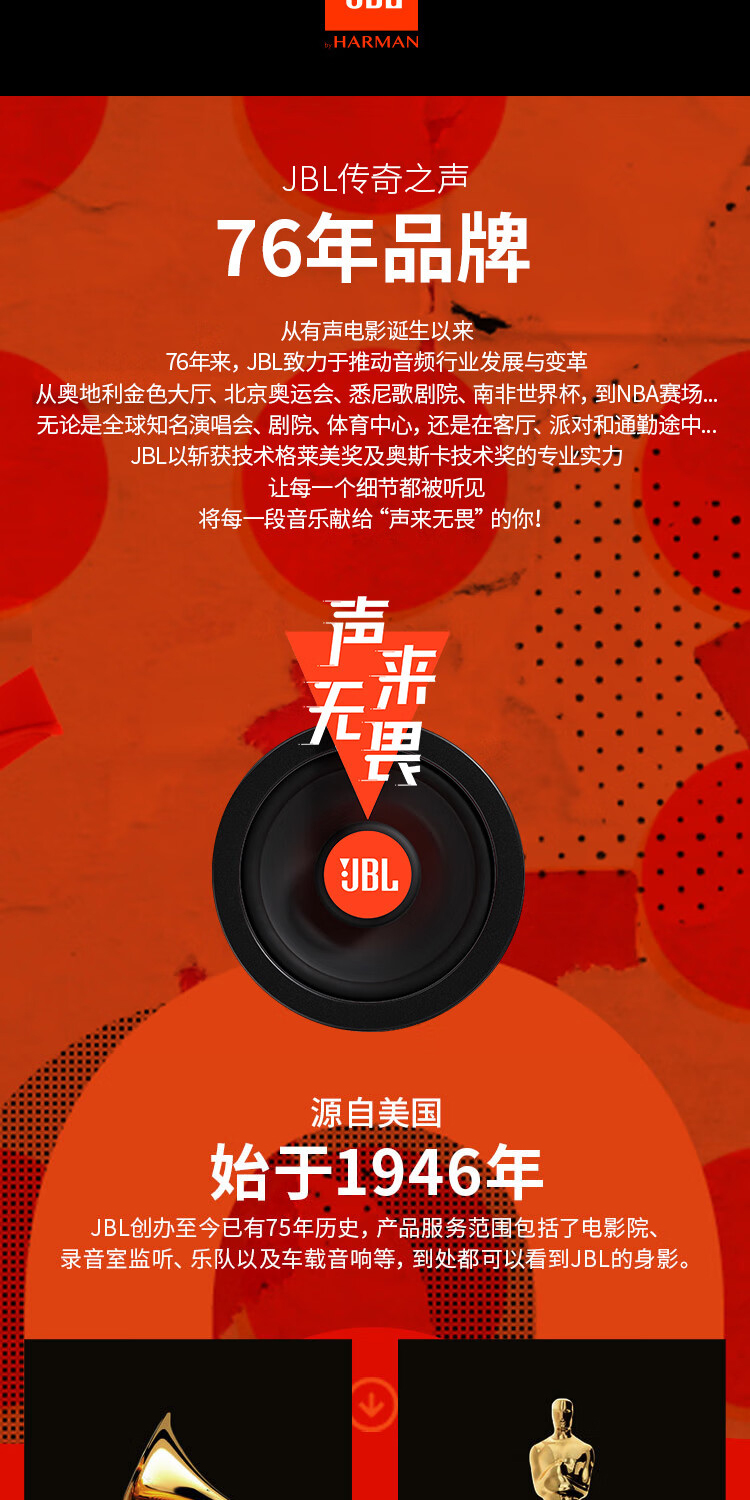 JBL
by HARMAN
JBL传奇之声
76年品牌
从有声电影诞生以来
76年来，JBL致力于推动音频行业发展与变革
从奥地利金色大厅、北京奥运会、悉尼歌剧院、南非世界杯，到NBA赛场...
无论是全球知名演唱会、剧院、体育中心，还是在客厅、派对和通勤途中...
JBL以斩获技术格莱美奖及奥斯卡技术奖的专业实力
让每一个细节都被听见
将每一段音乐献给“声来无畏”的你！
声来无畏
JBL
源自美国
始于1946年
JBL创办至今已有75年历史，产品服务范围包括了电影院、
录音室监听、乐队以及车载音响等，到处都可以看到JBL的身影。